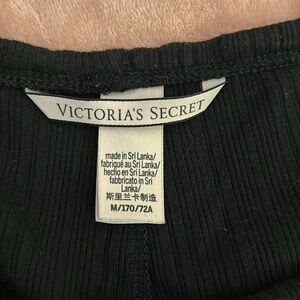 VICTORIA'S SECRET
made in Sri Lanka/
fabriqué au Sri Lanka/
hecho en Sri Lanka/
fabbricato in Sri
Lanka/
斯里兰卡制造
M/170/72A